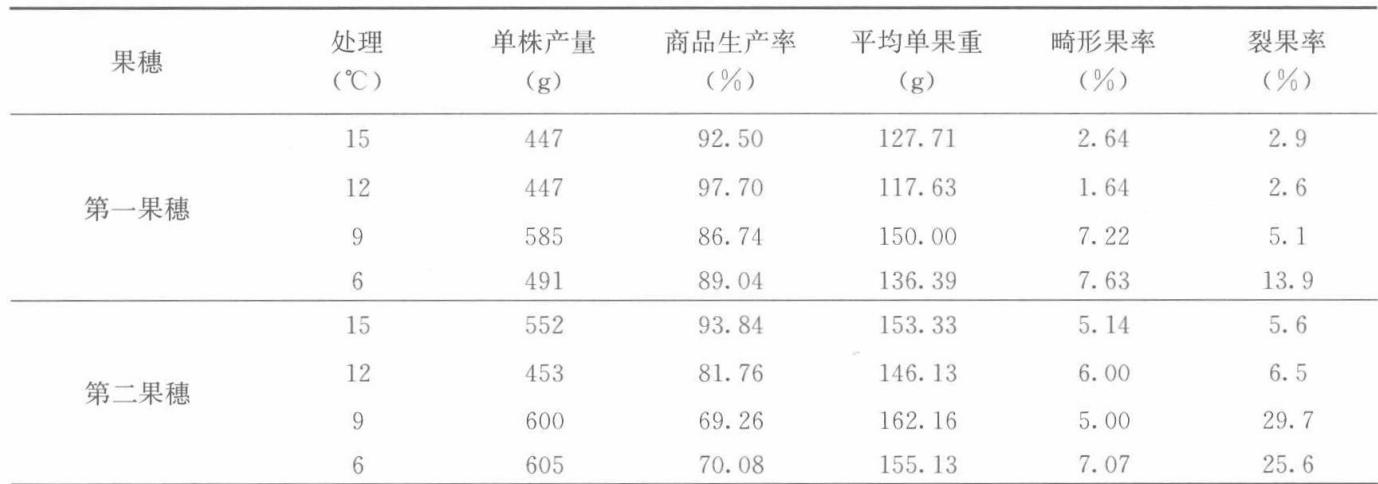 果穗 处理 单株产量 商品生产率 平均单果重 畸形果率 裂果率
(℃) (g) (%) (g) (%) (%)
15 447 92.50 127.71 2.64 2.9
12 447 97.70 117.63 1.64 2.6
第一果穗
9 585 86.74 150.00 7.22 5.1
6 491 89.04 136.39 7.63 13.9
15 552 93.84 153.33 5.14 5.6
12 453 81.76 146.13 6.00 6.5
第二果穗
9 600 69.26 162.16 5.00 29.7
6 605 70.08 155.13 7.07 25.6